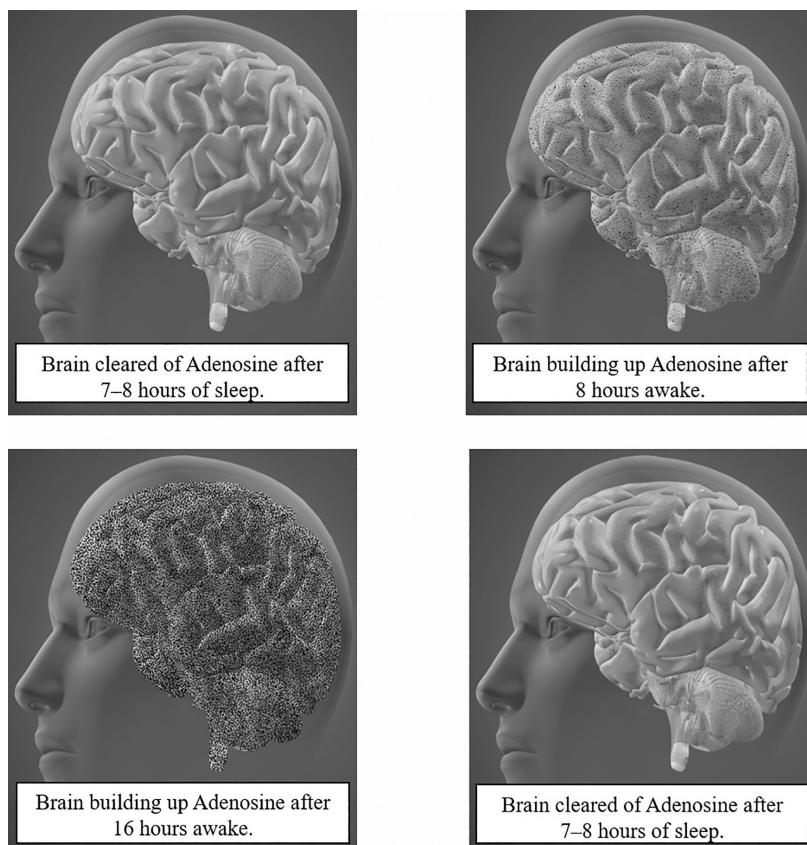 Brain cleared of Adenosine after
7–8 hours of sleep.
Brain building up Adenosine after
8 hours awake.
Brain building up Adenosine after
16 hours awake.
Brain cleared of Adenosine after
7–8 hours of sleep.